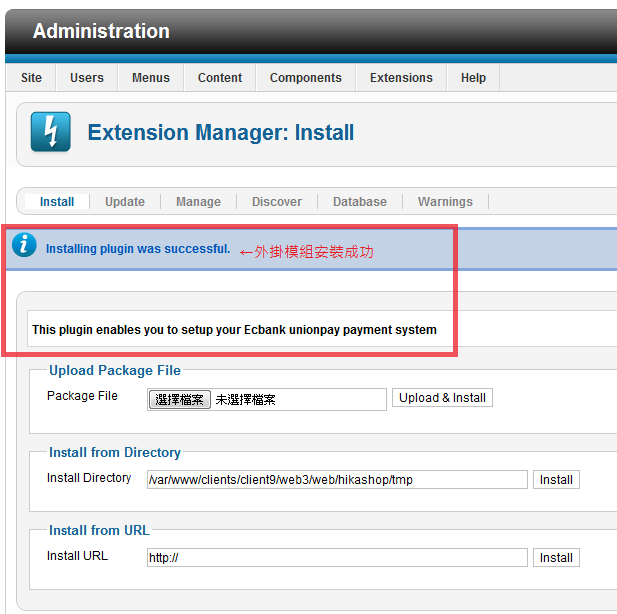 Administration
Site Users Menus Content Components Extensions Help
Extension Manager: Install
Install Update Manage Discover Database Warnings
i Installing plugin was successful. ←外掛模組安裝成功
This plugin enables you to setup your Ecbank unionpay payment system
Upload Package File
Package File 選擇檔案 未選擇檔案 Upload & Install
Install from Directory
Install Directory /var/www/clients/client9/web3/web/hikashop/tmp Install
Install from URL
Install URL http:// Install